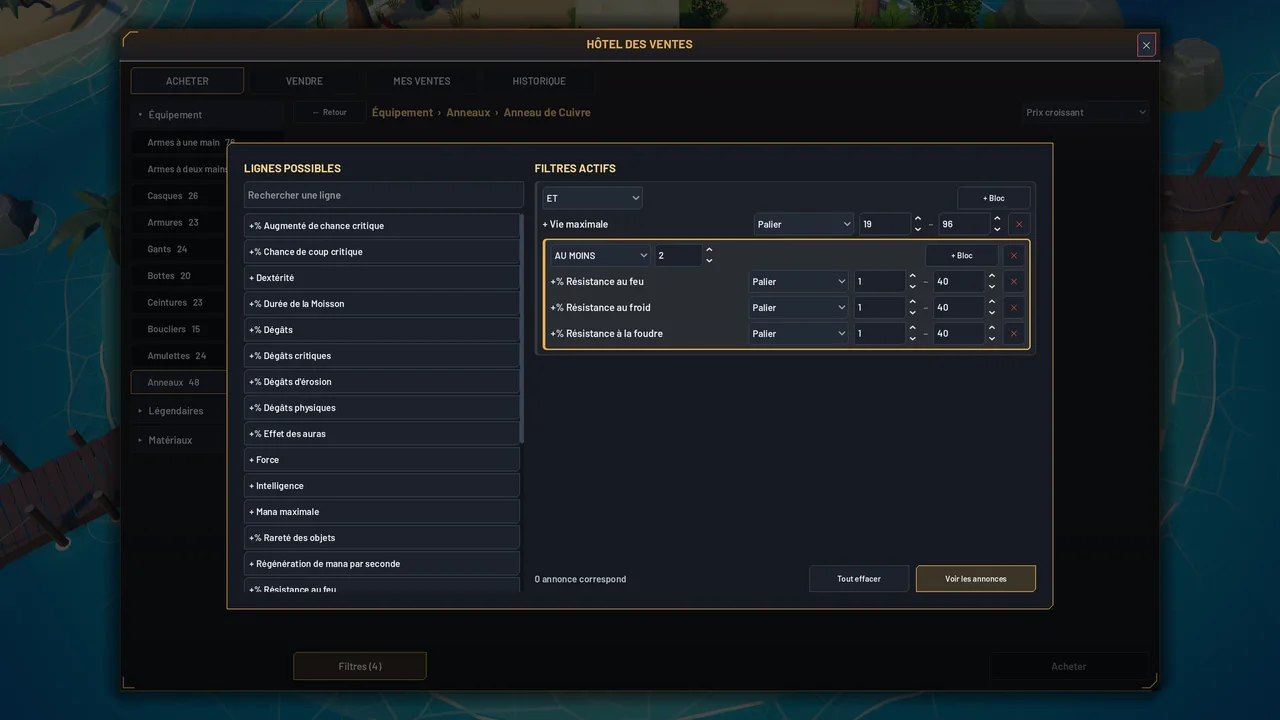 HÔTEL DES VENTES
ACHETER
VENDRE
MES VENTES
HISTORIQUE
Équipement
← Retour
Équipement › Anneaux › Anneau de Cuivre
Prix croissant
Armes à une main 76
Armes à deux mains
Casques 26
Armures 23
Gants 24
Bottes 20
Ceintures 23
Boucliers 15
Amulettes 24
Anneaux 48
Légendaires
Matériaux
LIGNES POSSIBLES
Rechercher une ligne
+% Augmenté de chance critique
+% Chance de coup critique
+ Dextérité
+% Durée de la Moisson
+% Dégâts
+% Dégâts critiques
+% Dégâts d'érosion
+% Dégâts physiques
+% Effet des auras
+ Force
+ Intelligence
+ Mana maximale
+% Rareté des objets
+ Régénération de mana par seconde
+% Résistance au feu
FILTRES ACTIFS
ET
+ Bloc
+ Vie maximale Palier 19 – 96 ×
AU MOINS 2 + Bloc ×
+% Résistance au feu Palier 1 – 40 ×
+% Résistance au froid Palier 1 – 40 ×
+% Résistance à la foudre Palier 1 – 40 ×
0 annonce correspond
Tout effacer
Voir les annonces
Filtres (4)
Acheter